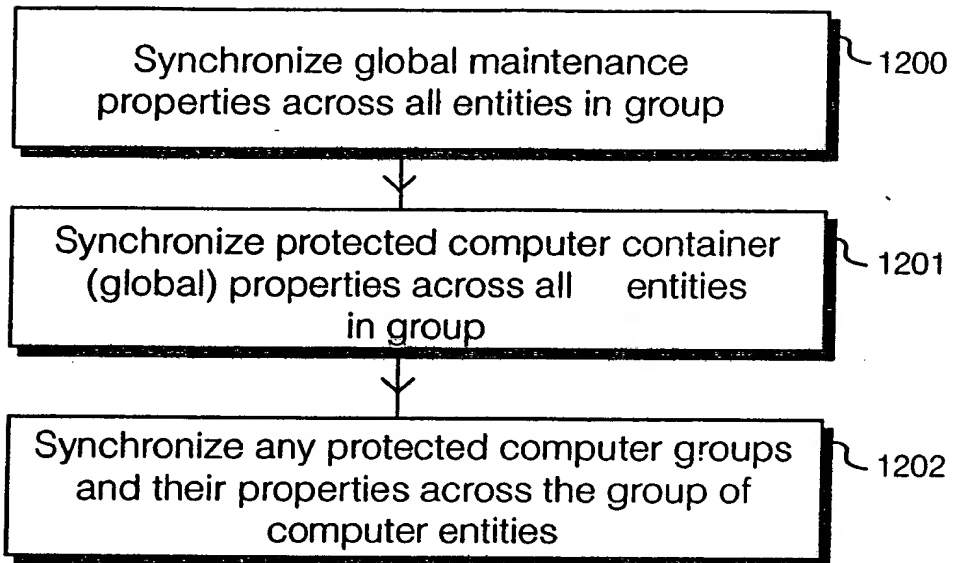 Synchronize global maintenance
properties across all entities in group
1200
Synchronize protected computer container
(global) properties across all entities
in group
1201
Synchronize any protected computer groups
and their properties across the group of
computer entities
1202